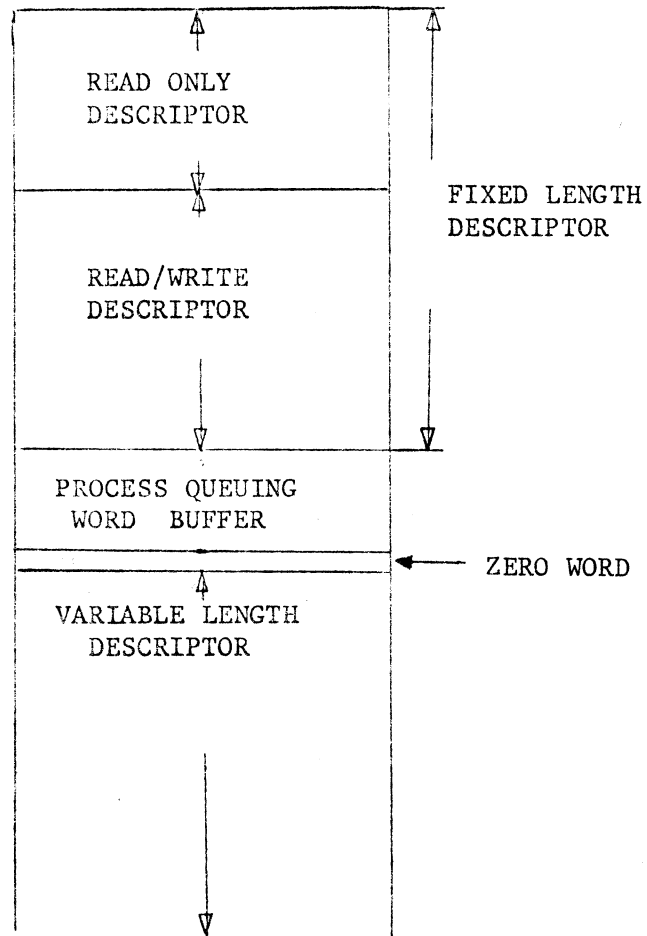 READ ONLY
DESCRIPTOR
FIXED LENGTH
DESCRIPTOR
READ/WRITE
DESCRIPTOR
PROCESS QUEUING
WORD BUFFER
ZERO WORD
VARIABLE LENGTH
DESCRIPTOR